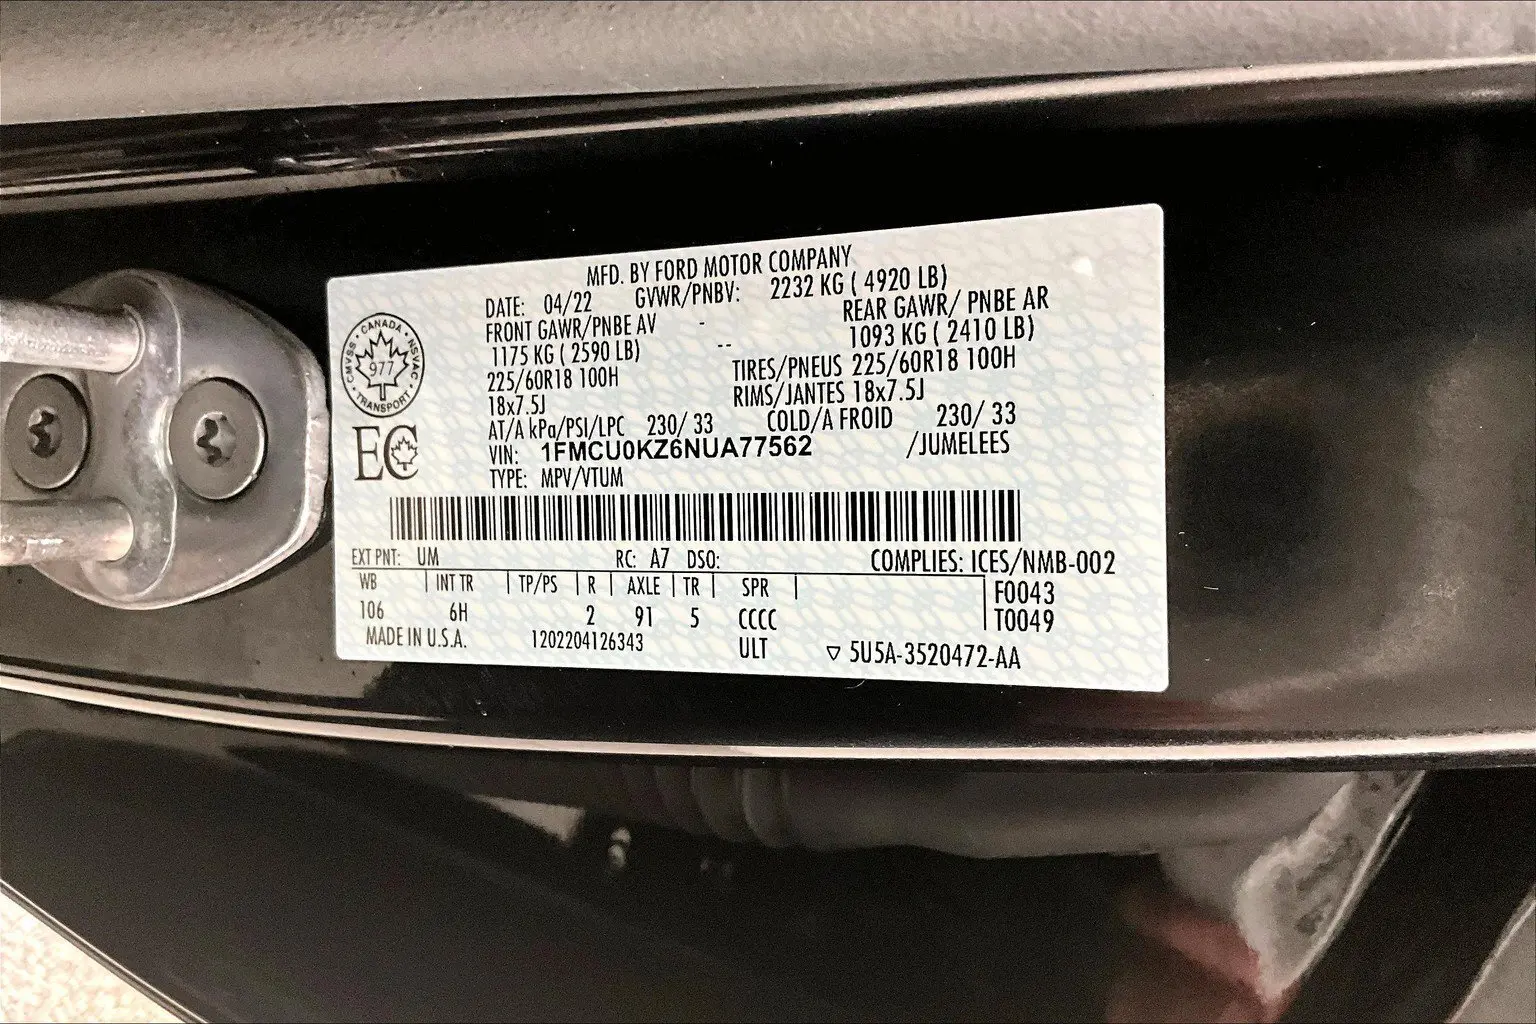 MFD. BY FORD MOTOR COMPANY
DATE: 04/22 GVWR/PNBV: 2232 KG ( 4920 LB)
FRONT GAWR/PNBE AV - REAR GAWR/ PNBE AR
1175 KG ( 2590 LB) -- 1093 KG ( 2410 LB)
225/60R18 100H TIRES/PNEUS 225/60R18 100H
18x7.5J RIMS/JANTES 18x7.5J
AT/A kPa/PSI/LPC 230/ 33 COLD/A FROID 230/ 33
VIN: 1FMCU0KZ6NUA77562 /JUMELEES
TYPE: MPV/VTUM
CANADA
CMVSS • NSVAC
977
TRANSPORT
EC
EXT PNT: UM RC: A7 DSO: COMPLIES: ICES/NMB-002
WB | INT TR | TP/PS | R | AXLE | TR | SPR | F0043
106 6H 2 91 5 CCCC T0049
MADE IN U.S.A. 1202204126343 ULT ▽ 5U5A-3520472-AA